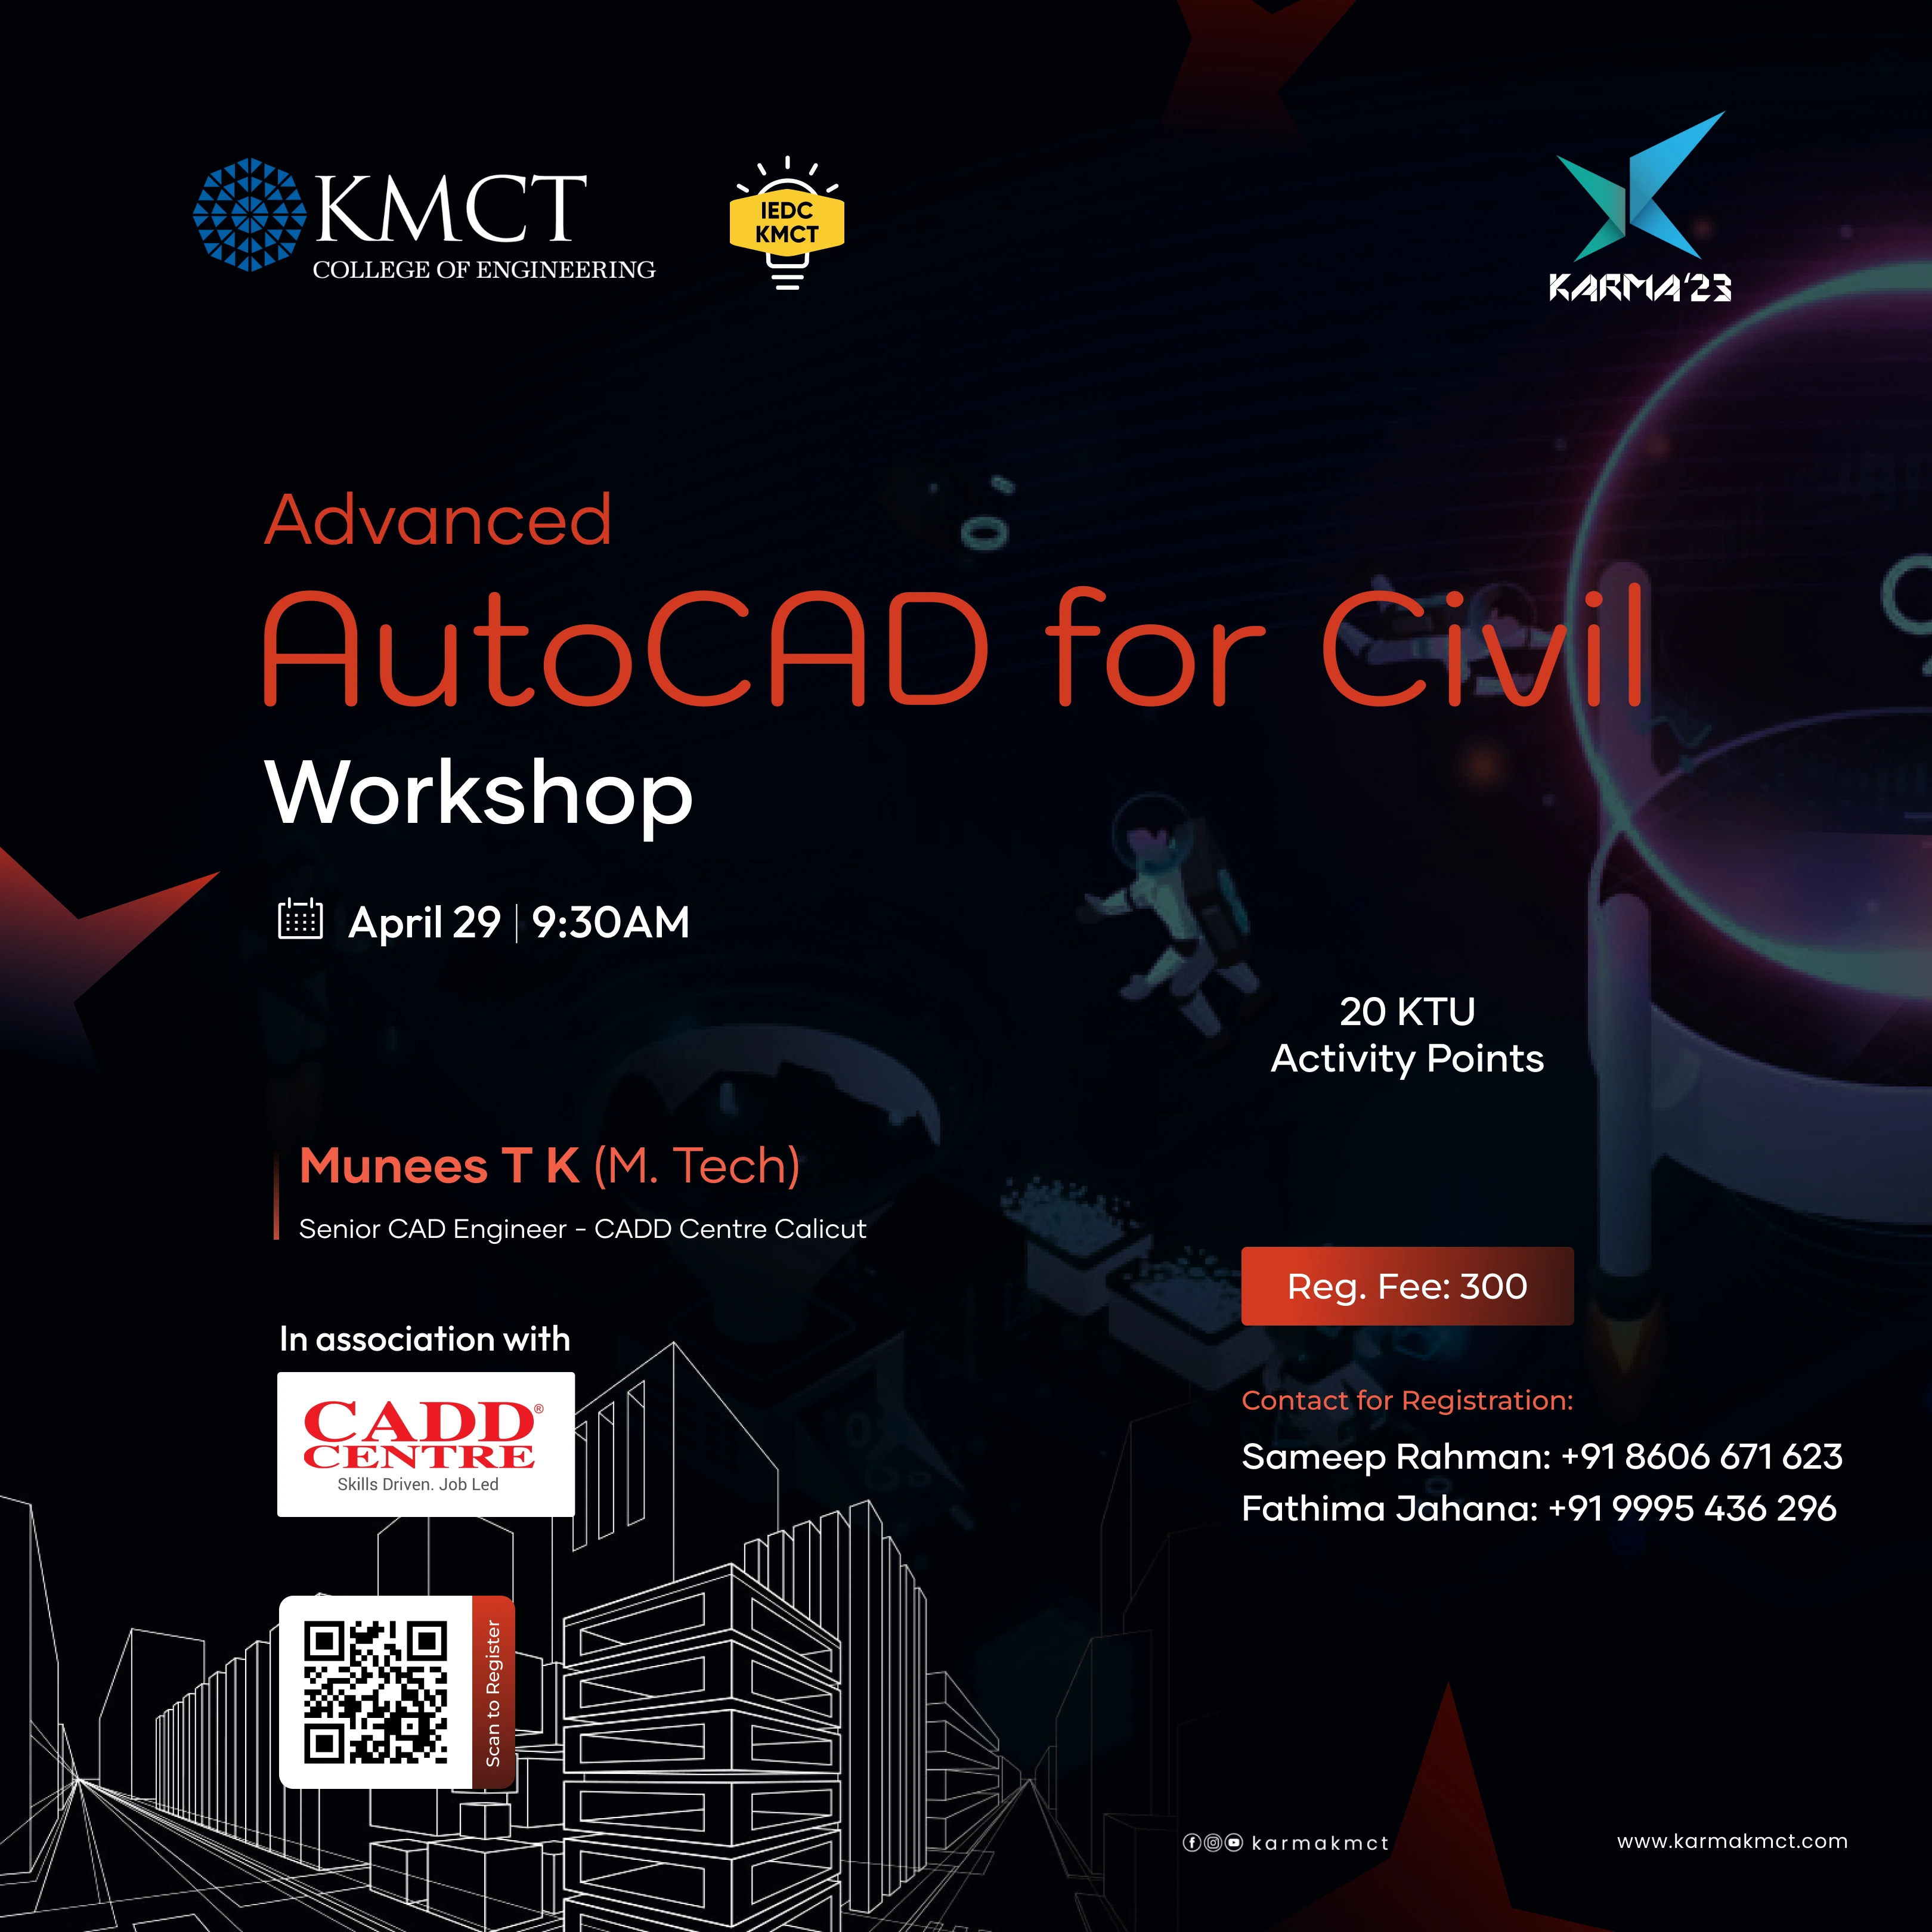 KMCT
COLLEGE OF ENGINEERING
IEDC
KMCT
KARMA'23
Advanced
AutoCAD for Civil
Workshop
April 29 | 9:30AM
20 KTU
Activity Points
Munees T K (M. Tech)
Senior CAD Engineer - CADD Centre Calicut
Reg. Fee: 300
In association with
CADD®
CENTRE
Skills Driven. Job Led
Contact for Registration:
Sameep Rahman: +91 8606 671 623
Fathima Jahana: +91 9995 436 296
Scan to Register
karmakmct
www.karmakmct.com